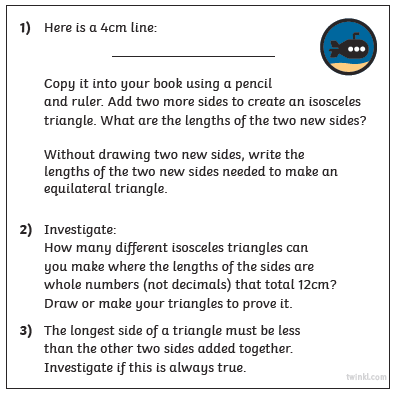 1) Here is a 4cm line:
Copy it into your book using a pencil
and ruler. Add two more sides to create an isosceles
triangle. What are the lengths of the two new sides?
Without drawing two new sides, write the
lengths of the two new sides needed to make an
equilateral triangle.
2) Investigate:
How many different isosceles triangles can
you make where the lengths of the sides are
whole numbers (not decimals) that total 12cm?
Draw or make your triangles to prove it.
3) The longest side of a triangle must be less
than the other two sides added together.
Investigate if this is always true.
twinkl.com